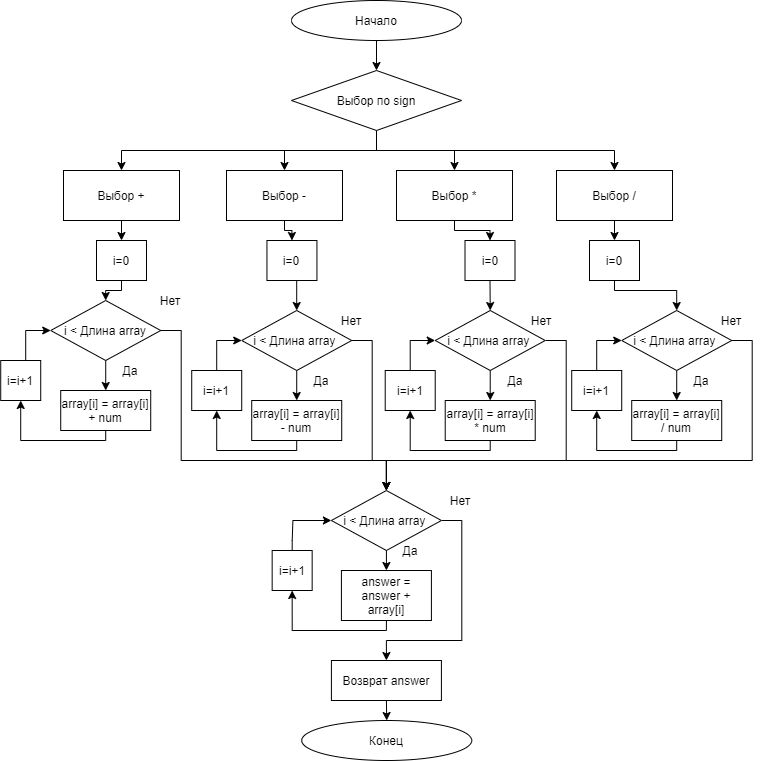 Начало
Выбор по sign
Выбор +
Выбор -
Выбор *
Выбор /
i=0
i=0
i=0
i=0
Нет
i < Длина array
Да
i=i+1
array[i] = array[i]
+ num
Нет
i < Длина array
Да
i=i+1
array[i] = array[i]
- num
Нет
i < Длина array
Да
i=i+1
array[i] = array[i]
* num
Нет
i < Длина array
Да
i=i+1
array[i] = array[i]
/ num
Нет
i < Длина array
Да
i=i+1
answer =
answer +
array[i]
Возврат answer
Конец